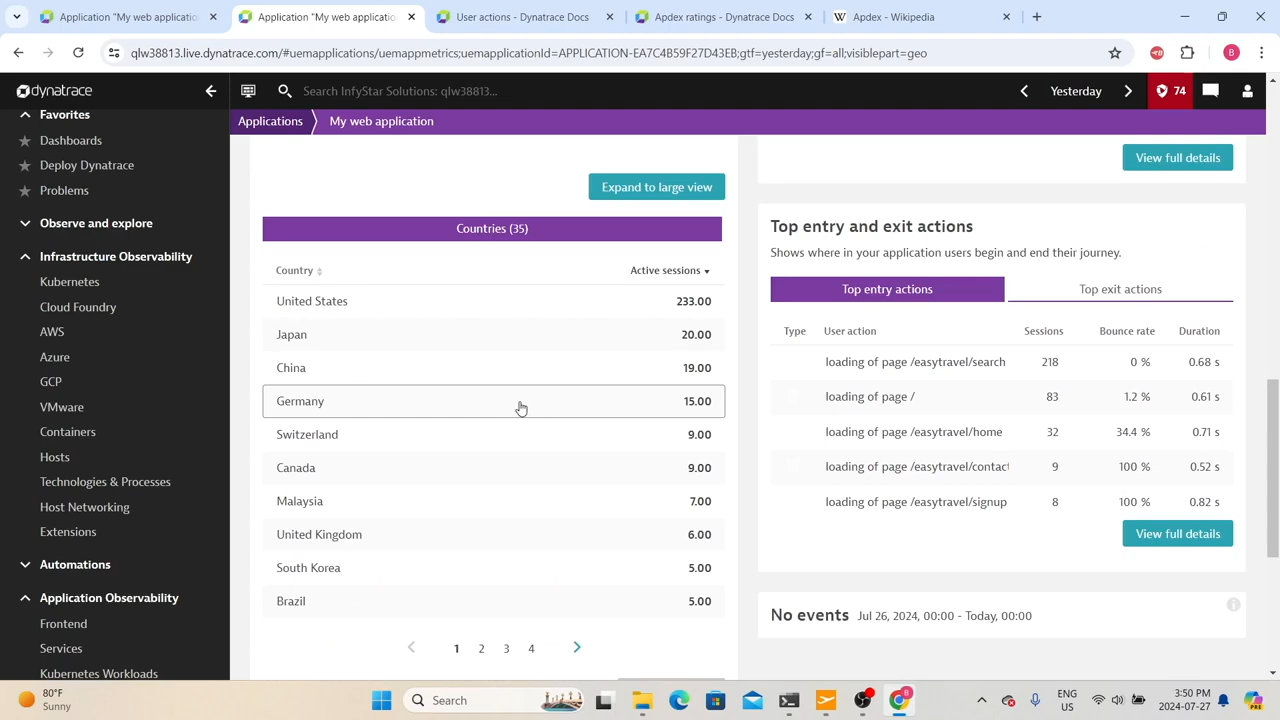 Application "My web applicatio
Application "My web applicatio
User actions - Dynatrace Docs
Apdex ratings - Dynatrace Docs
W Apdex - Wikipedia
qlw38813.live.dynatrace.com/#uemapplications/uemappmetrics;uemapplicationId=APPLICATION-EA7C4B59F27D43EB;gtf=yesterday;gf=all;visiblepart=geo
B
dynatrace
Search InfyStar Solutions: qlw38813...
Yesterday
74
Applications
My web application
Favorites
Dashboards
Deploy Dynatrace
Problems
Observe and explore
Infrastructure Observability
Kubernetes
Cloud Foundry
AWS
Azure
GCP
VMware
Containers
Hosts
Technologies & Processes
Host Networking
Extensions
Automations
Application Observability
Frontend
Services
Kubernetes Workloads
Expand to large view
Countries (35)
Country Active sessions
United States 233.00
Japan 20.00
China 19.00
Germany 15.00
Switzerland 9.00
Canada 9.00
Malaysia 7.00
United Kingdom 6.00
South Korea 5.00
Brazil 5.00
1 2 3 4
View full details
Top entry and exit actions
Shows where in your application users begin and end their journey.
Top entry actions Top exit actions
Type User action Sessions Bounce rate Duration
loading of page /easytravel/search 218 0 % 0.68 s
loading of page / 83 1.2 % 0.61 s
loading of page /easytravel/home 32 34.4 % 0.71 s
loading of page /easytravel/contact 9 100 % 0.52 s
loading of page /easytravel/signup 8 100 % 0.82 s
View full details
No events Jul 26, 2024, 00:00 - Today, 00:00
80°F
Sunny
Search
ENG
US
3:50 PM
2024-07-27